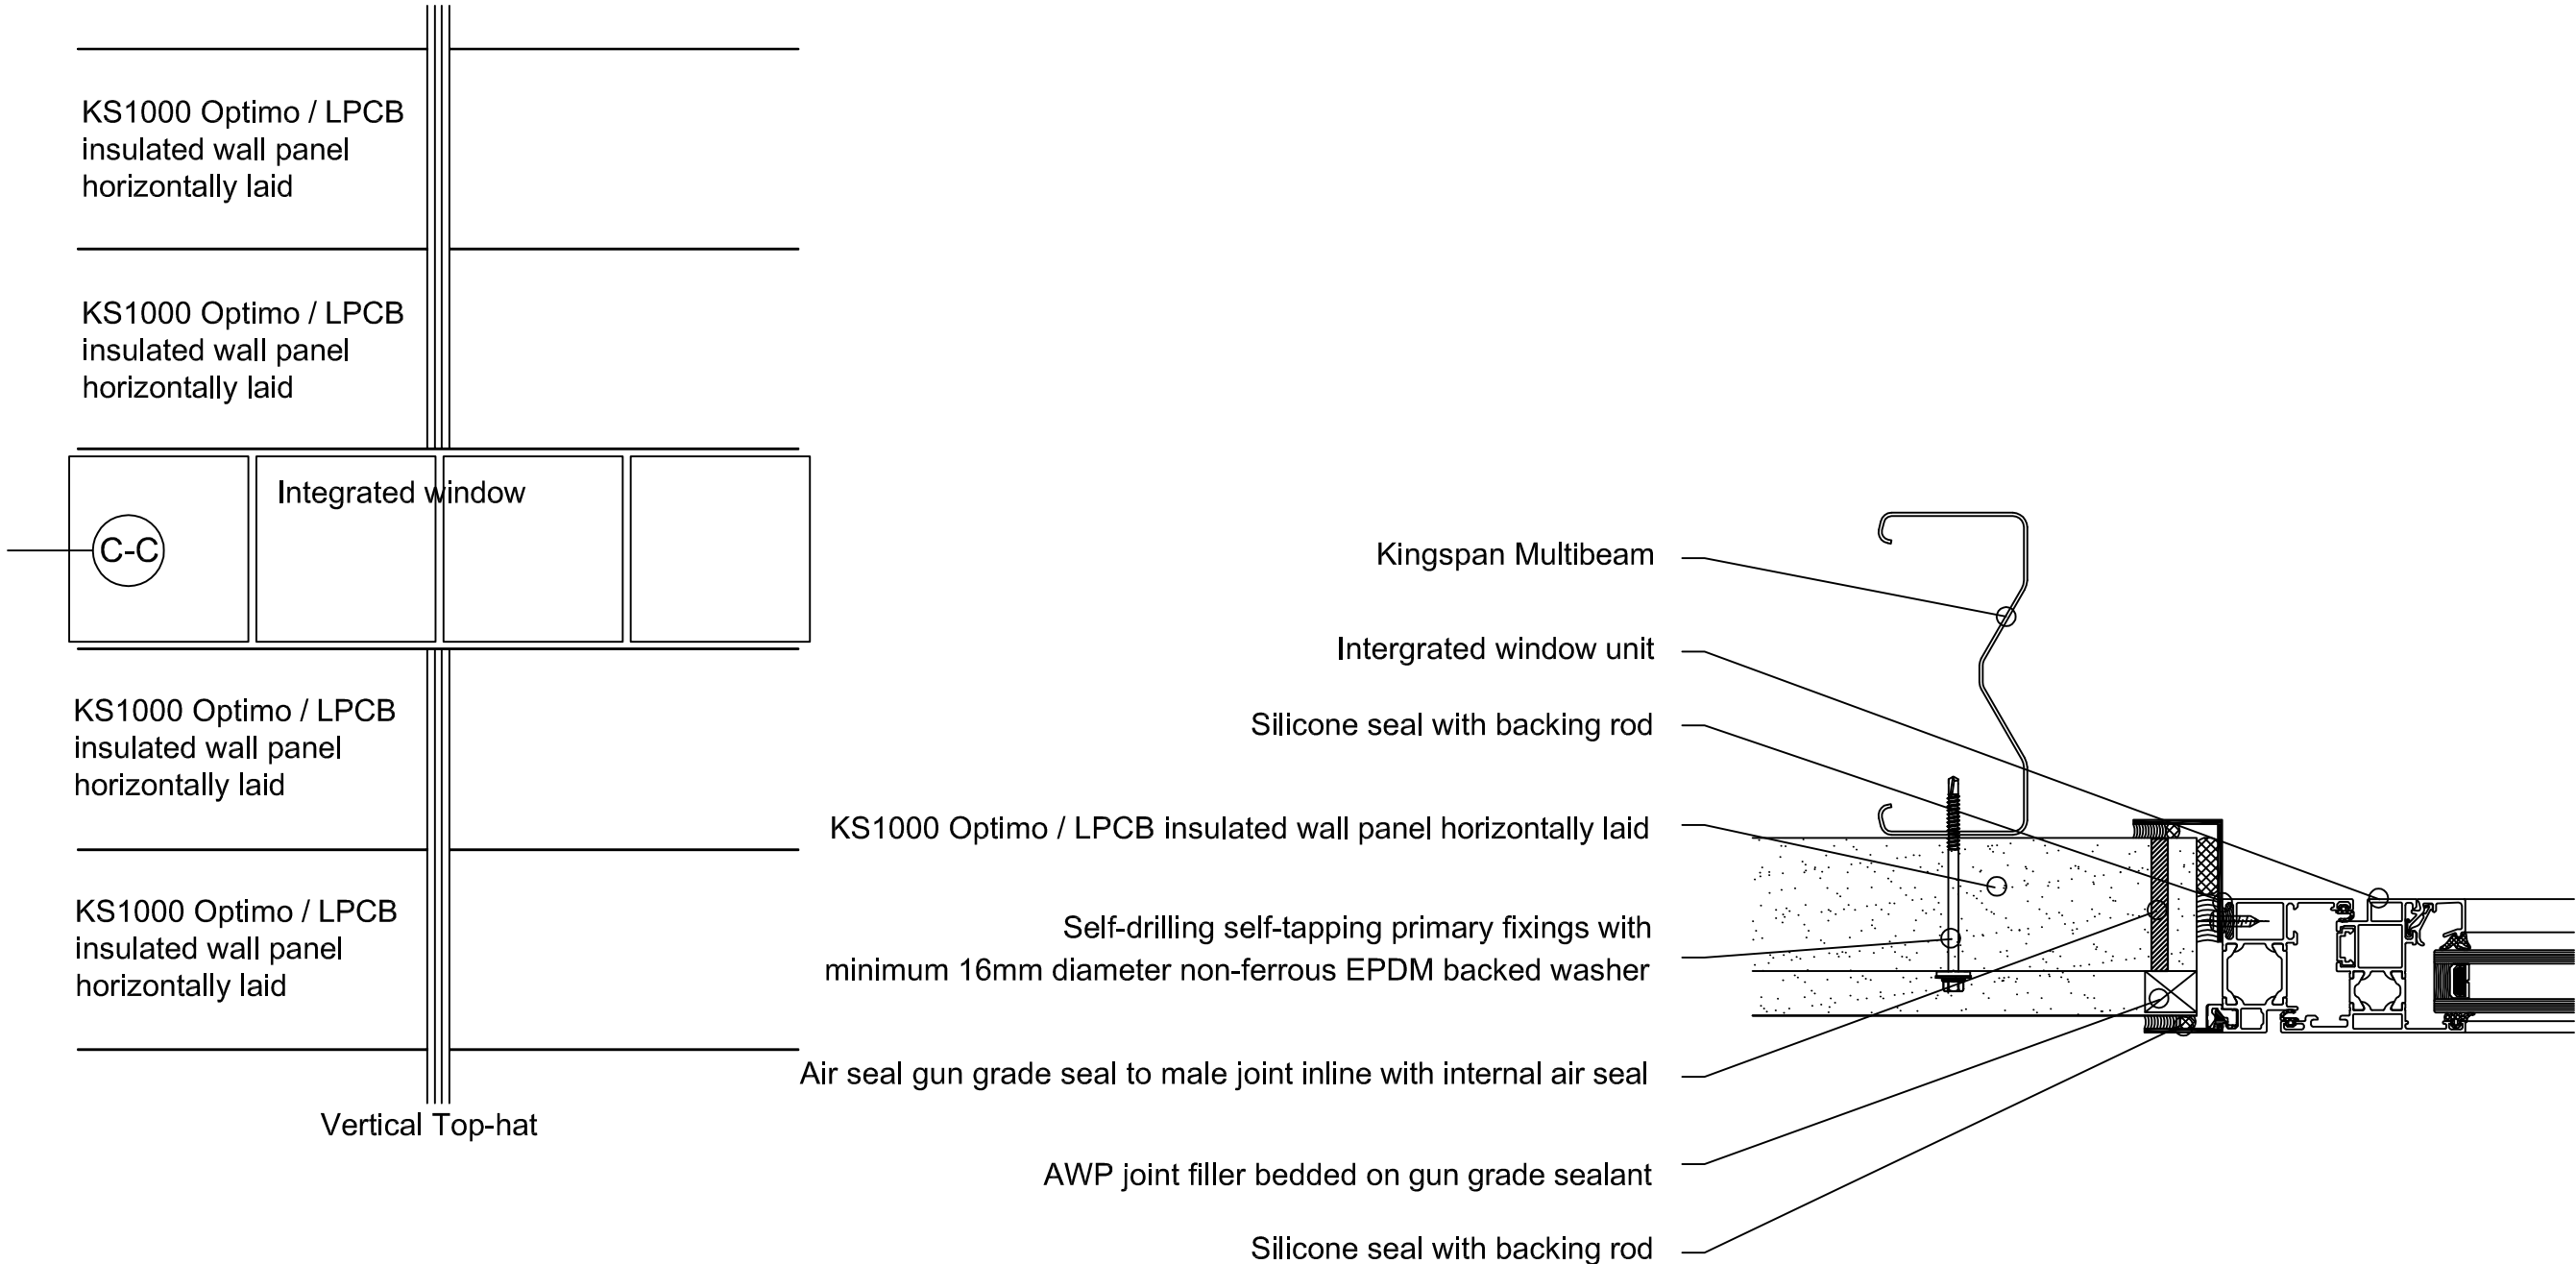 KS1000 Optimo / LPCB
insulated wall panel
horizontally laid
KS1000 Optimo / LPCB
insulated wall panel
horizontally laid
Integrated window
C-C
KS1000 Optimo / LPCB
insulated wall panel
horizontally laid
KS1000 Optimo / LPCB
insulated wall panel
horizontally laid
Vertical Top-hat
Kingspan Multibeam
Intergrated window unit
Silicone seal with backing rod
KS1000 Optimo / LPCB insulated wall panel horizontally laid
Self-drilling self-tapping primary fixings with
minimum 16mm diameter non-ferrous EPDM backed washer
Air seal gun grade seal to male joint inline with internal air seal
AWP joint filler bedded on gun grade sealant
Silicone seal with backing rod